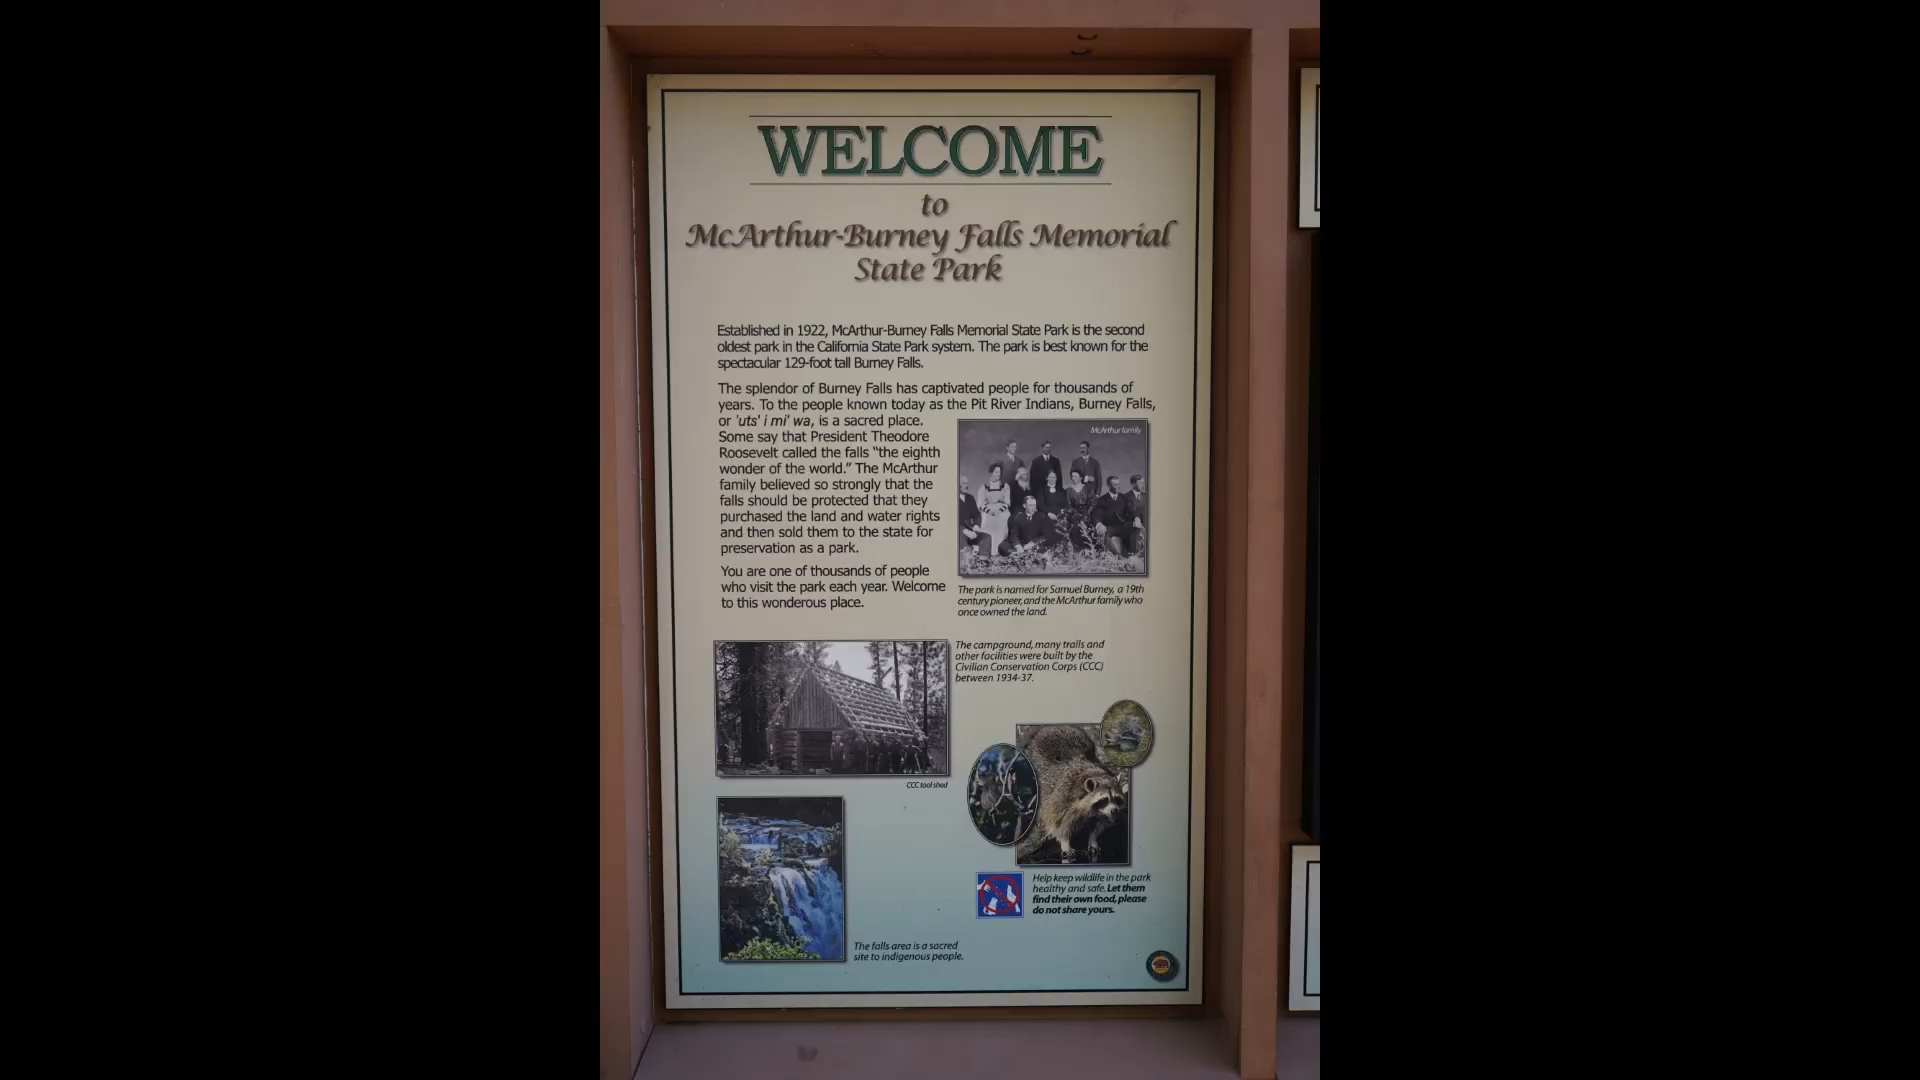 WELCOME
to
McArthur-Burney Falls Memorial
State Park
Established in 1922, McArthur-Burney Falls Memorial State Park is the second
oldest park in the California State Park system. The park is best known for the
spectacular 129-foot tall Burney Falls.
The splendor of Burney Falls has captivated people for thousands of
years. To the people known today as the Pit River Indians, Burney Falls,
or 'uts' i mi' wa, is a sacred place.
Some say that President Theodore
Roosevelt called the falls “the eighth
wonder of the world.” The McArthur
family believed so strongly that the
falls should be protected that they
purchased the land and water rights
and then sold them to the state for
preservation as a park.
You are one of thousands of people
who visit the park each year. Welcome
to this wonderous place.
McArthur family
The park is named for Samuel Burney, a 19th
century pioneer, and the McArthur family who
once owned the land.
The campground, many trails and
other facilities were built by the
Civilian Conservation Corps (CCC)
between 1934-37.
CCC tool shed
Help keep wildlife in the park
healthy and safe. Let them
find their own food, please
do not share yours.
The falls area is a sacred
site to indigenous people.